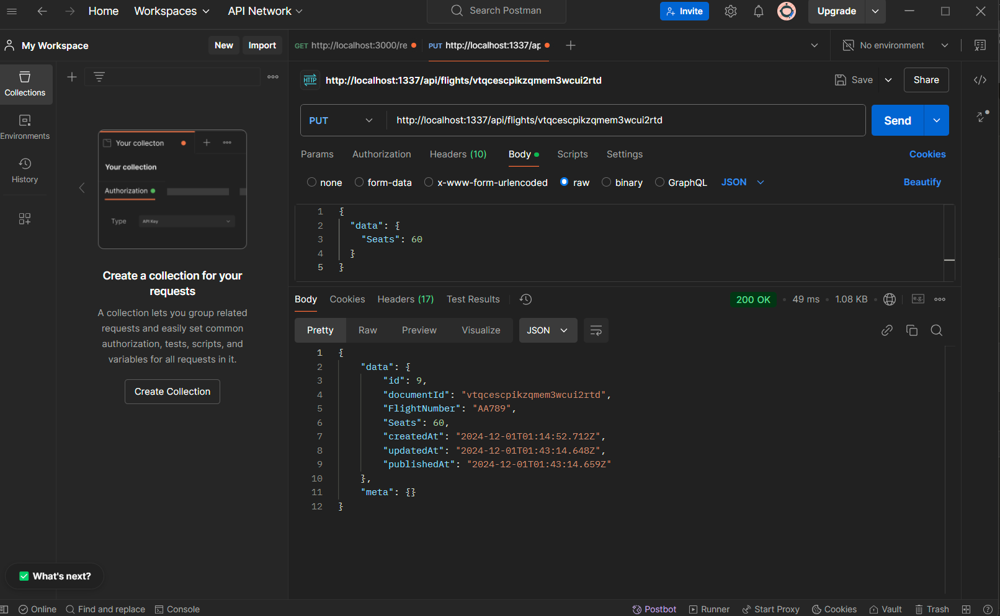 Home Workspaces API Network Search Postman Invite Upgrade
My Workspace New Import GET http://localhost:3000/re PUT http://localhost:1337/ap No environment
Collections
Environments
History
Your collecton
Your collection
Authorization
Type API Key
Create a collection for your
requests
A collection lets you group related
requests and easily set common
authorization, tests, scripts, and
variables for all requests in it.
Create Collection
What's next?
HTTP http://localhost:1337/api/flights/vtqcescpikzqmem3wcui2rtd Save Share
PUT http://localhost:1337/api/flights/vtqcescpikzqmem3wcui2rtd Send
Params Authorization Headers (10) Body Scripts Settings Cookies
none form-data x-www-form-urlencoded raw binary GraphQL JSON Beautify
1 {
2 "data": {
3 "Seats": 60
4 }
5 }
Body Cookies Headers (17) Test Results 200 OK 49 ms 1.08 KB e.g.
Pretty Raw Preview Visualize JSON
1 {
2 "data": {
3 "id": 9,
4 "documentId": "vtqcescpikzqmem3wcui2rtd",
5 "FlightNumber": "AA789",
6 "Seats": 60,
7 "createdAt": "2024-12-01T01:14:52.712Z",
8 "updatedAt": "2024-12-01T01:43:14.648Z",
9 "publishedAt": "2024-12-01T01:43:14.659Z"
10 },
11 "meta": {}
12 }
Online Find and replace Console Postbot Runner Start Proxy Cookies Vault Trash